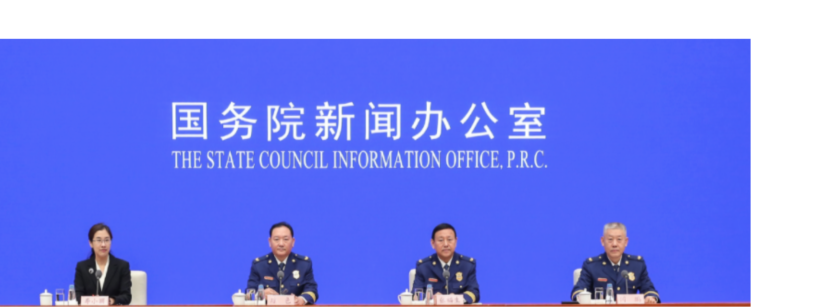 国务院新闻办公室
THE STATE COUNCIL INFORMATION OFFICE, P.R.C.